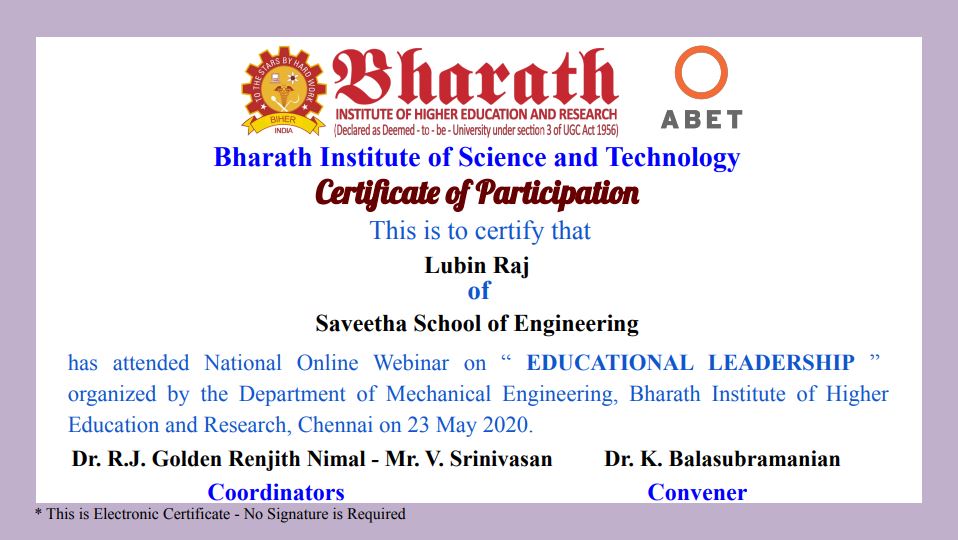 TO THE STARS BY HARD WORK
BIHER
INDIA
Bharath
INSTITUTE OF HIGHER EDUCATION AND RESEARCH
(Declared as Deemed - to - be - University under section 3 of UGC Act 1956)
ABET
Bharath Institute of Science and Technology
Certificate of Participation
This is to certify that
Lubin Raj
of
Saveetha School of Engineering
has attended National Online Webinar on “ EDUCATIONAL LEADERSHIP ”
organized by the Department of Mechanical Engineering, Bharath Institute of Higher
Education and Research, Chennai on 23 May 2020.
Dr. R.J. Golden Renjith Nimal - Mr. V. Srinivasan Dr. K. Balasubramanian
Coordinators Convener
* This is Electronic Certificate - No Signature is Required